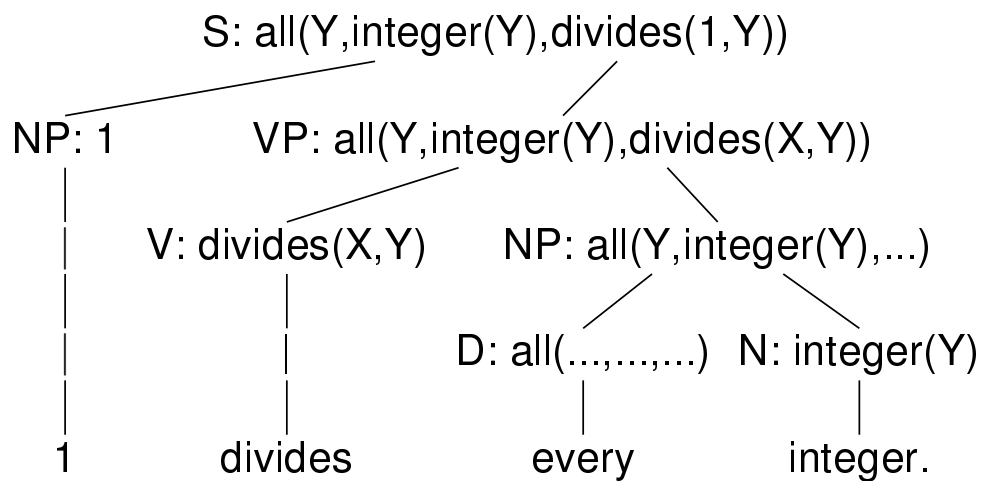 S: all(Y,integer(Y),divides(1,Y))
NP: 1 VP: all(Y,integer(Y),divides(X,Y))
V: divides(X,Y) NP: all(Y,integer(Y),...)
D: all(...,...,...) N: integer(Y)
1 divides every integer.